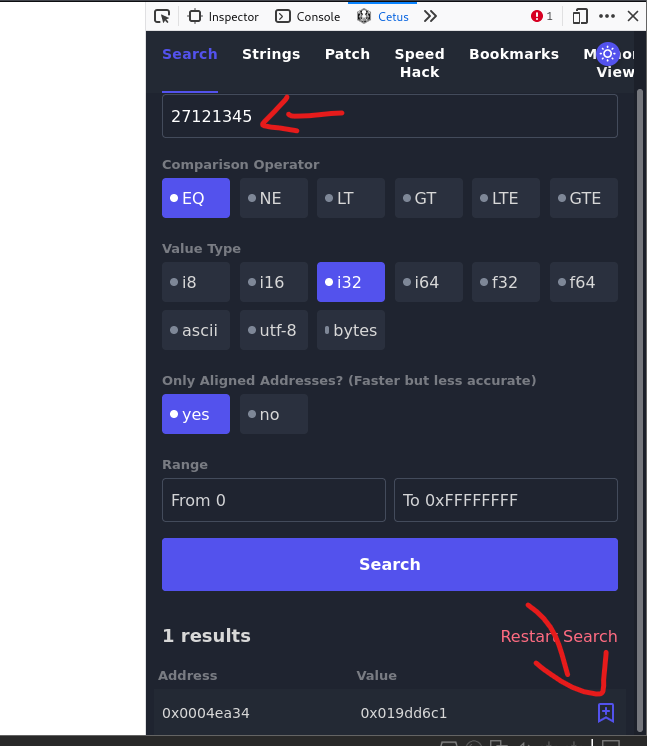 Inspector Console Cetus 1
Search Strings Patch Speed Hack Bookmarks View
27121345
Comparison Operator
EQ NE LT GT LTE GTE
Value Type
i8 i16 i32 i64 f32 f64
ascii utf-8 bytes
Only Aligned Addresses? (Faster but less accurate)
yes no
Range
From 0 To 0xFFFFFFFF
Search
1 results Restart Search
Address Value
0x0004ea34 0x019dd6c1